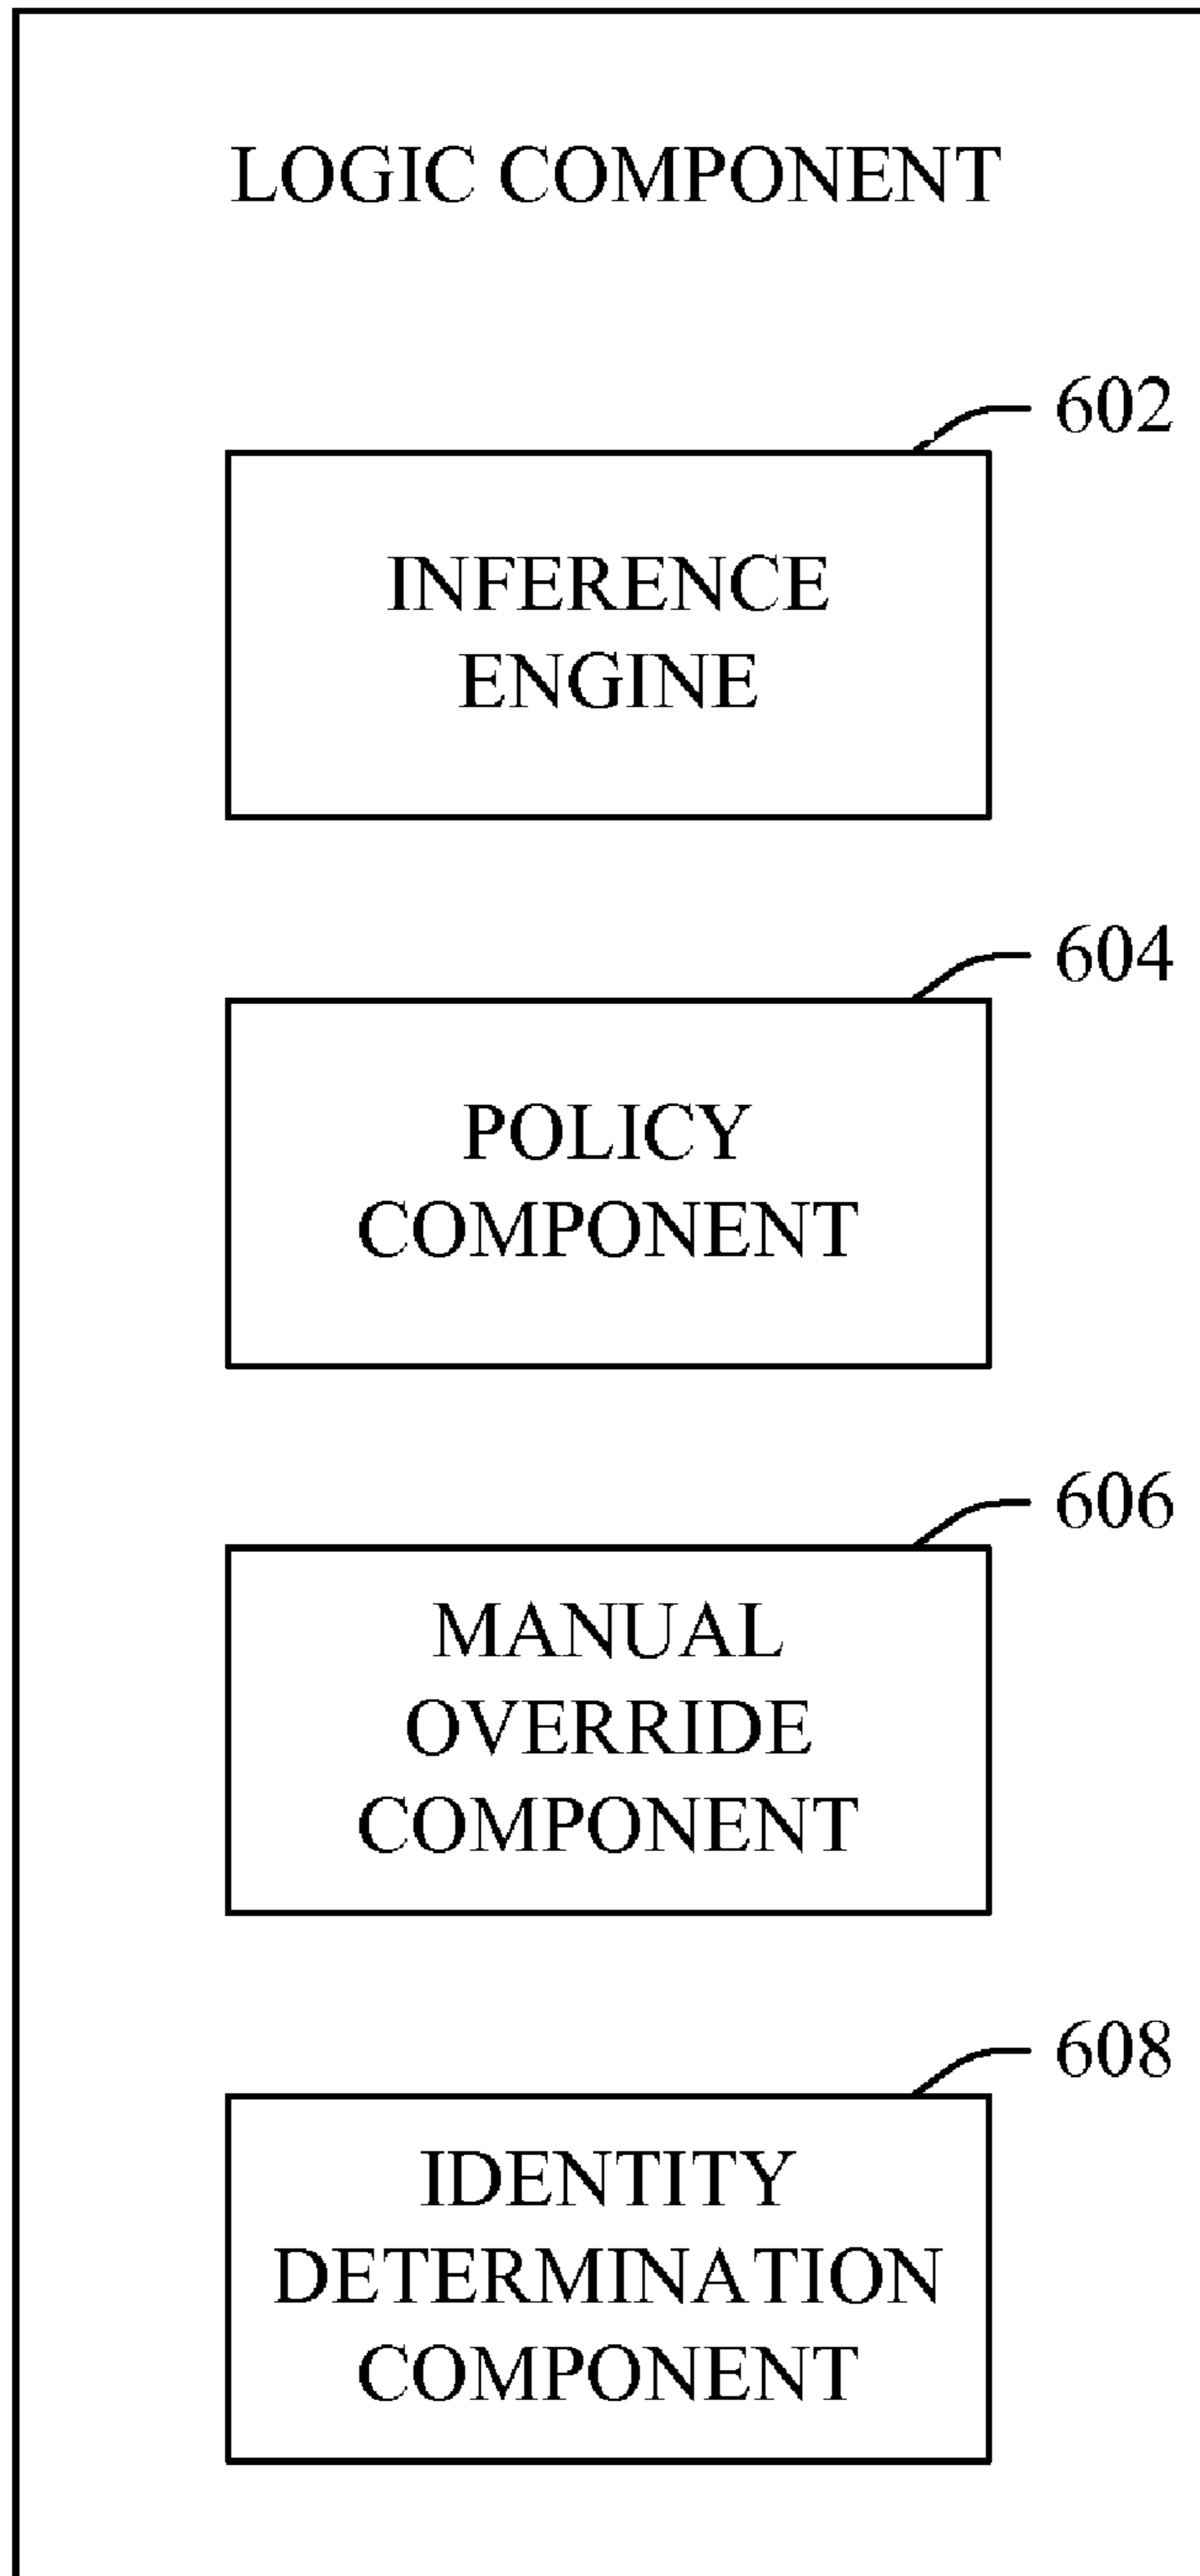 LOGIC COMPONENT
602
INFERENCE
ENGINE
604
POLICY
COMPONENT
606
MANUAL
OVERRIDE
COMPONENT
608
IDENTITY
DETERMINATION
COMPONENT